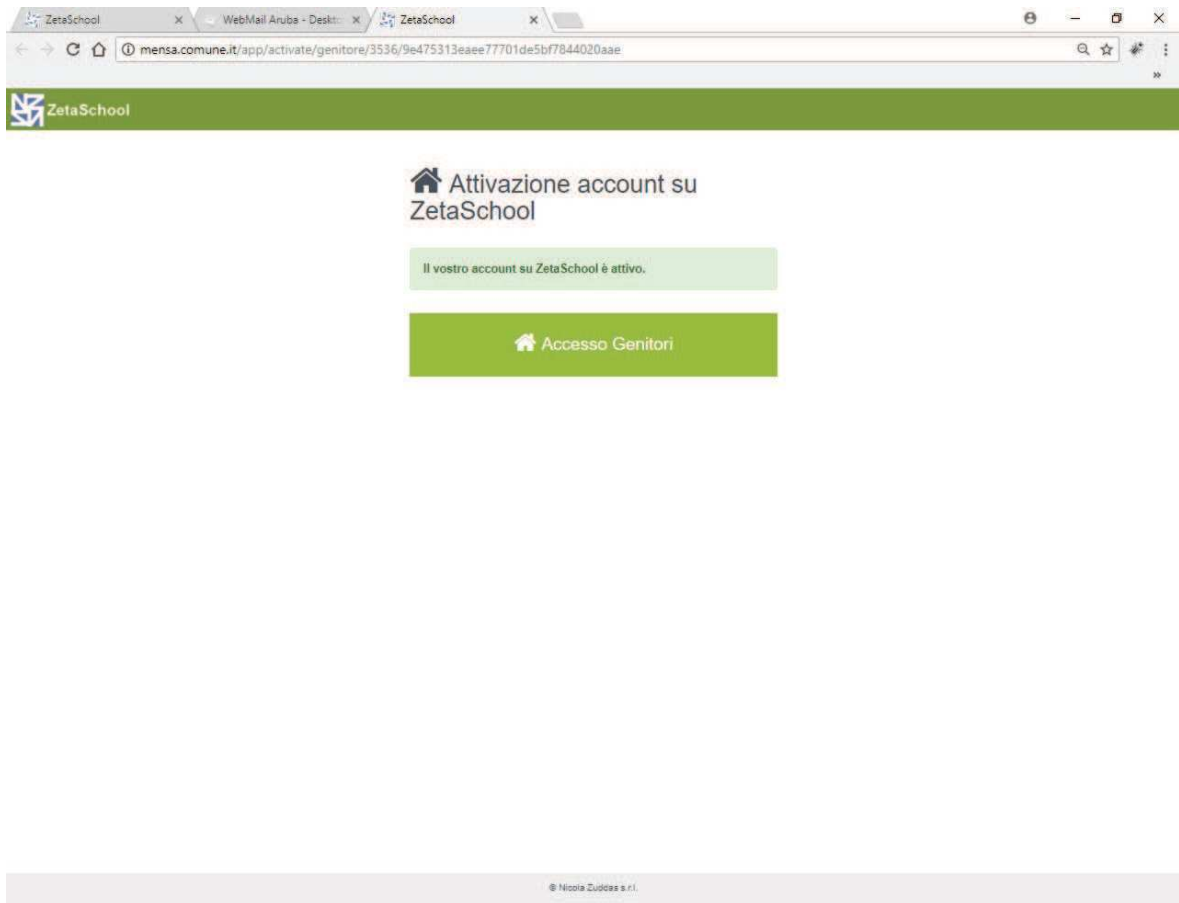 ZetaSchool
WebMail Aruba - Deskt
ZetaSchool
mensa.comune.it/app/activate/genitore/3536/9e475313eaee77701de5bf7844020aae
ZetaSchool
Attivazione account su
ZetaSchool
Il vostro account su ZetaSchool è attivo.
Accesso Genitori
© Nicola Zuddas s.r.l.